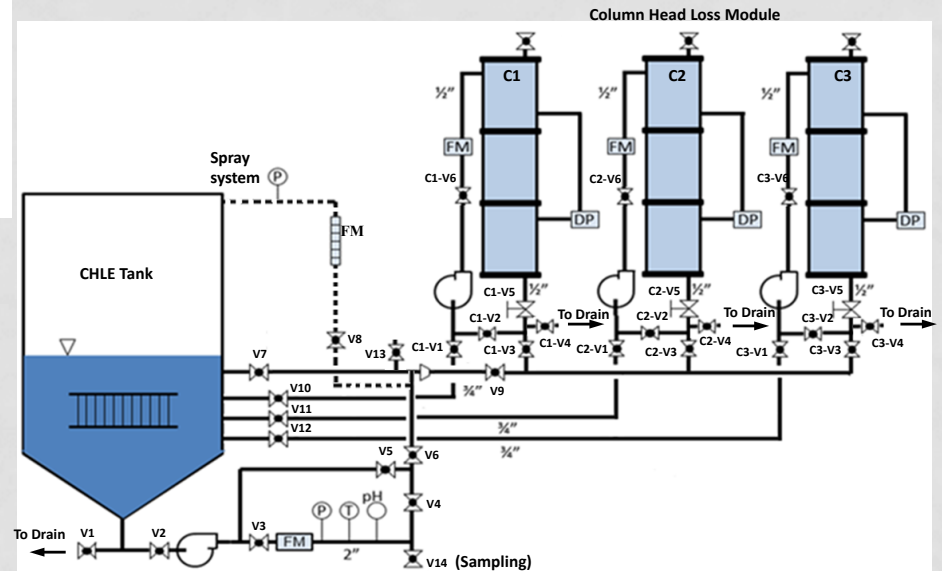 Column Head Loss Module
C1
C2
C3
½”
½”
½”
FM
FM
FM
Spray
system
P
C1-V6
C2-V6
C3-V6
DP
DP
DP
FM
CHLE Tank
C1-V5
½”
C2-V5
½”
C3-V5
½”
C1-V2
To Drain
C2-V2
To Drain
C3-V2
To Drain
V8
V13
C1-V1
C1-V3
C1-V4
C2-V1
C2-V3
C2-V4
C3-V1
C3-V3
C3-V4
V7
V9
V10
¾”
V11
¾”
V12
¾”
V6
V5
V4
pH
P
T
To Drain
V1
V2
V3
FM
2”
V14 (Sampling)